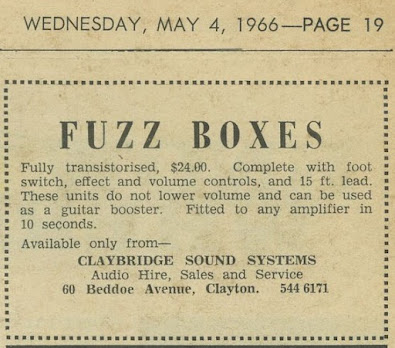 WEDNESDAY, MAY 4, 1966—PAGE 19
FUZZ BOXES
Fully transistorised, $24.00. Complete with foot
switch, effect and volume controls, and 15 ft. lead.
These units do not lower volume and can be used
as a guitar booster. Fitted to any amplifier in
10 seconds.
Available only from—
CLAYBRIDGE SOUND SYSTEMS
Audio Hire, Sales and Service
60 Beddoe Avenue, Clayton. 544 6171